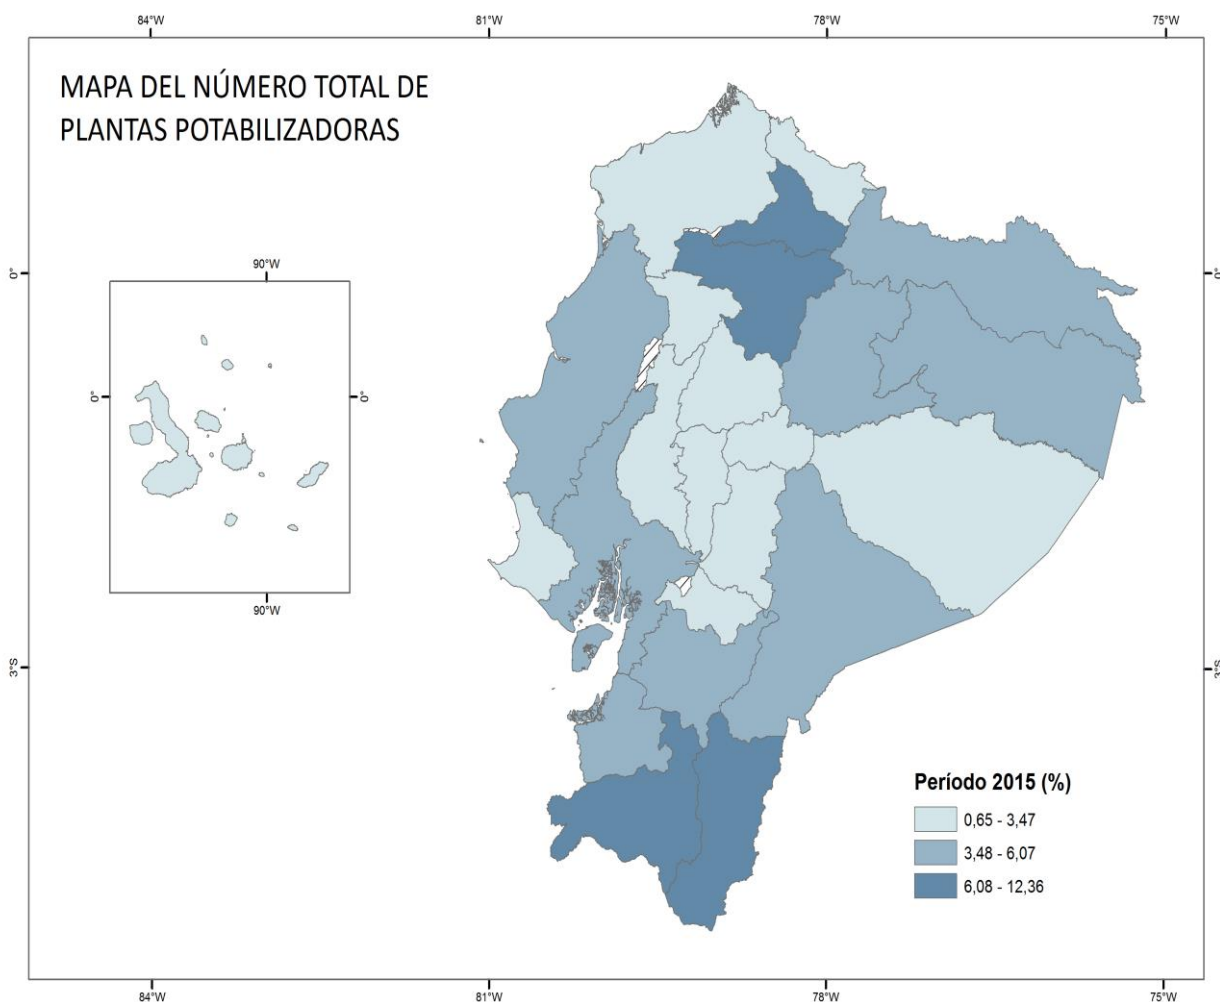 84°W 81°W 78°W 75°W
MAPA DEL NÚMERO TOTAL DE
PLANTAS POTABILIZADORAS
90°W
0° 0°
0° 0°
90°W
3°S 3°S
Período 2015 (%)
0,65 - 3,47
3,48 - 6,07
6,08 - 12,36
84°W 81°W 78°W 75°W